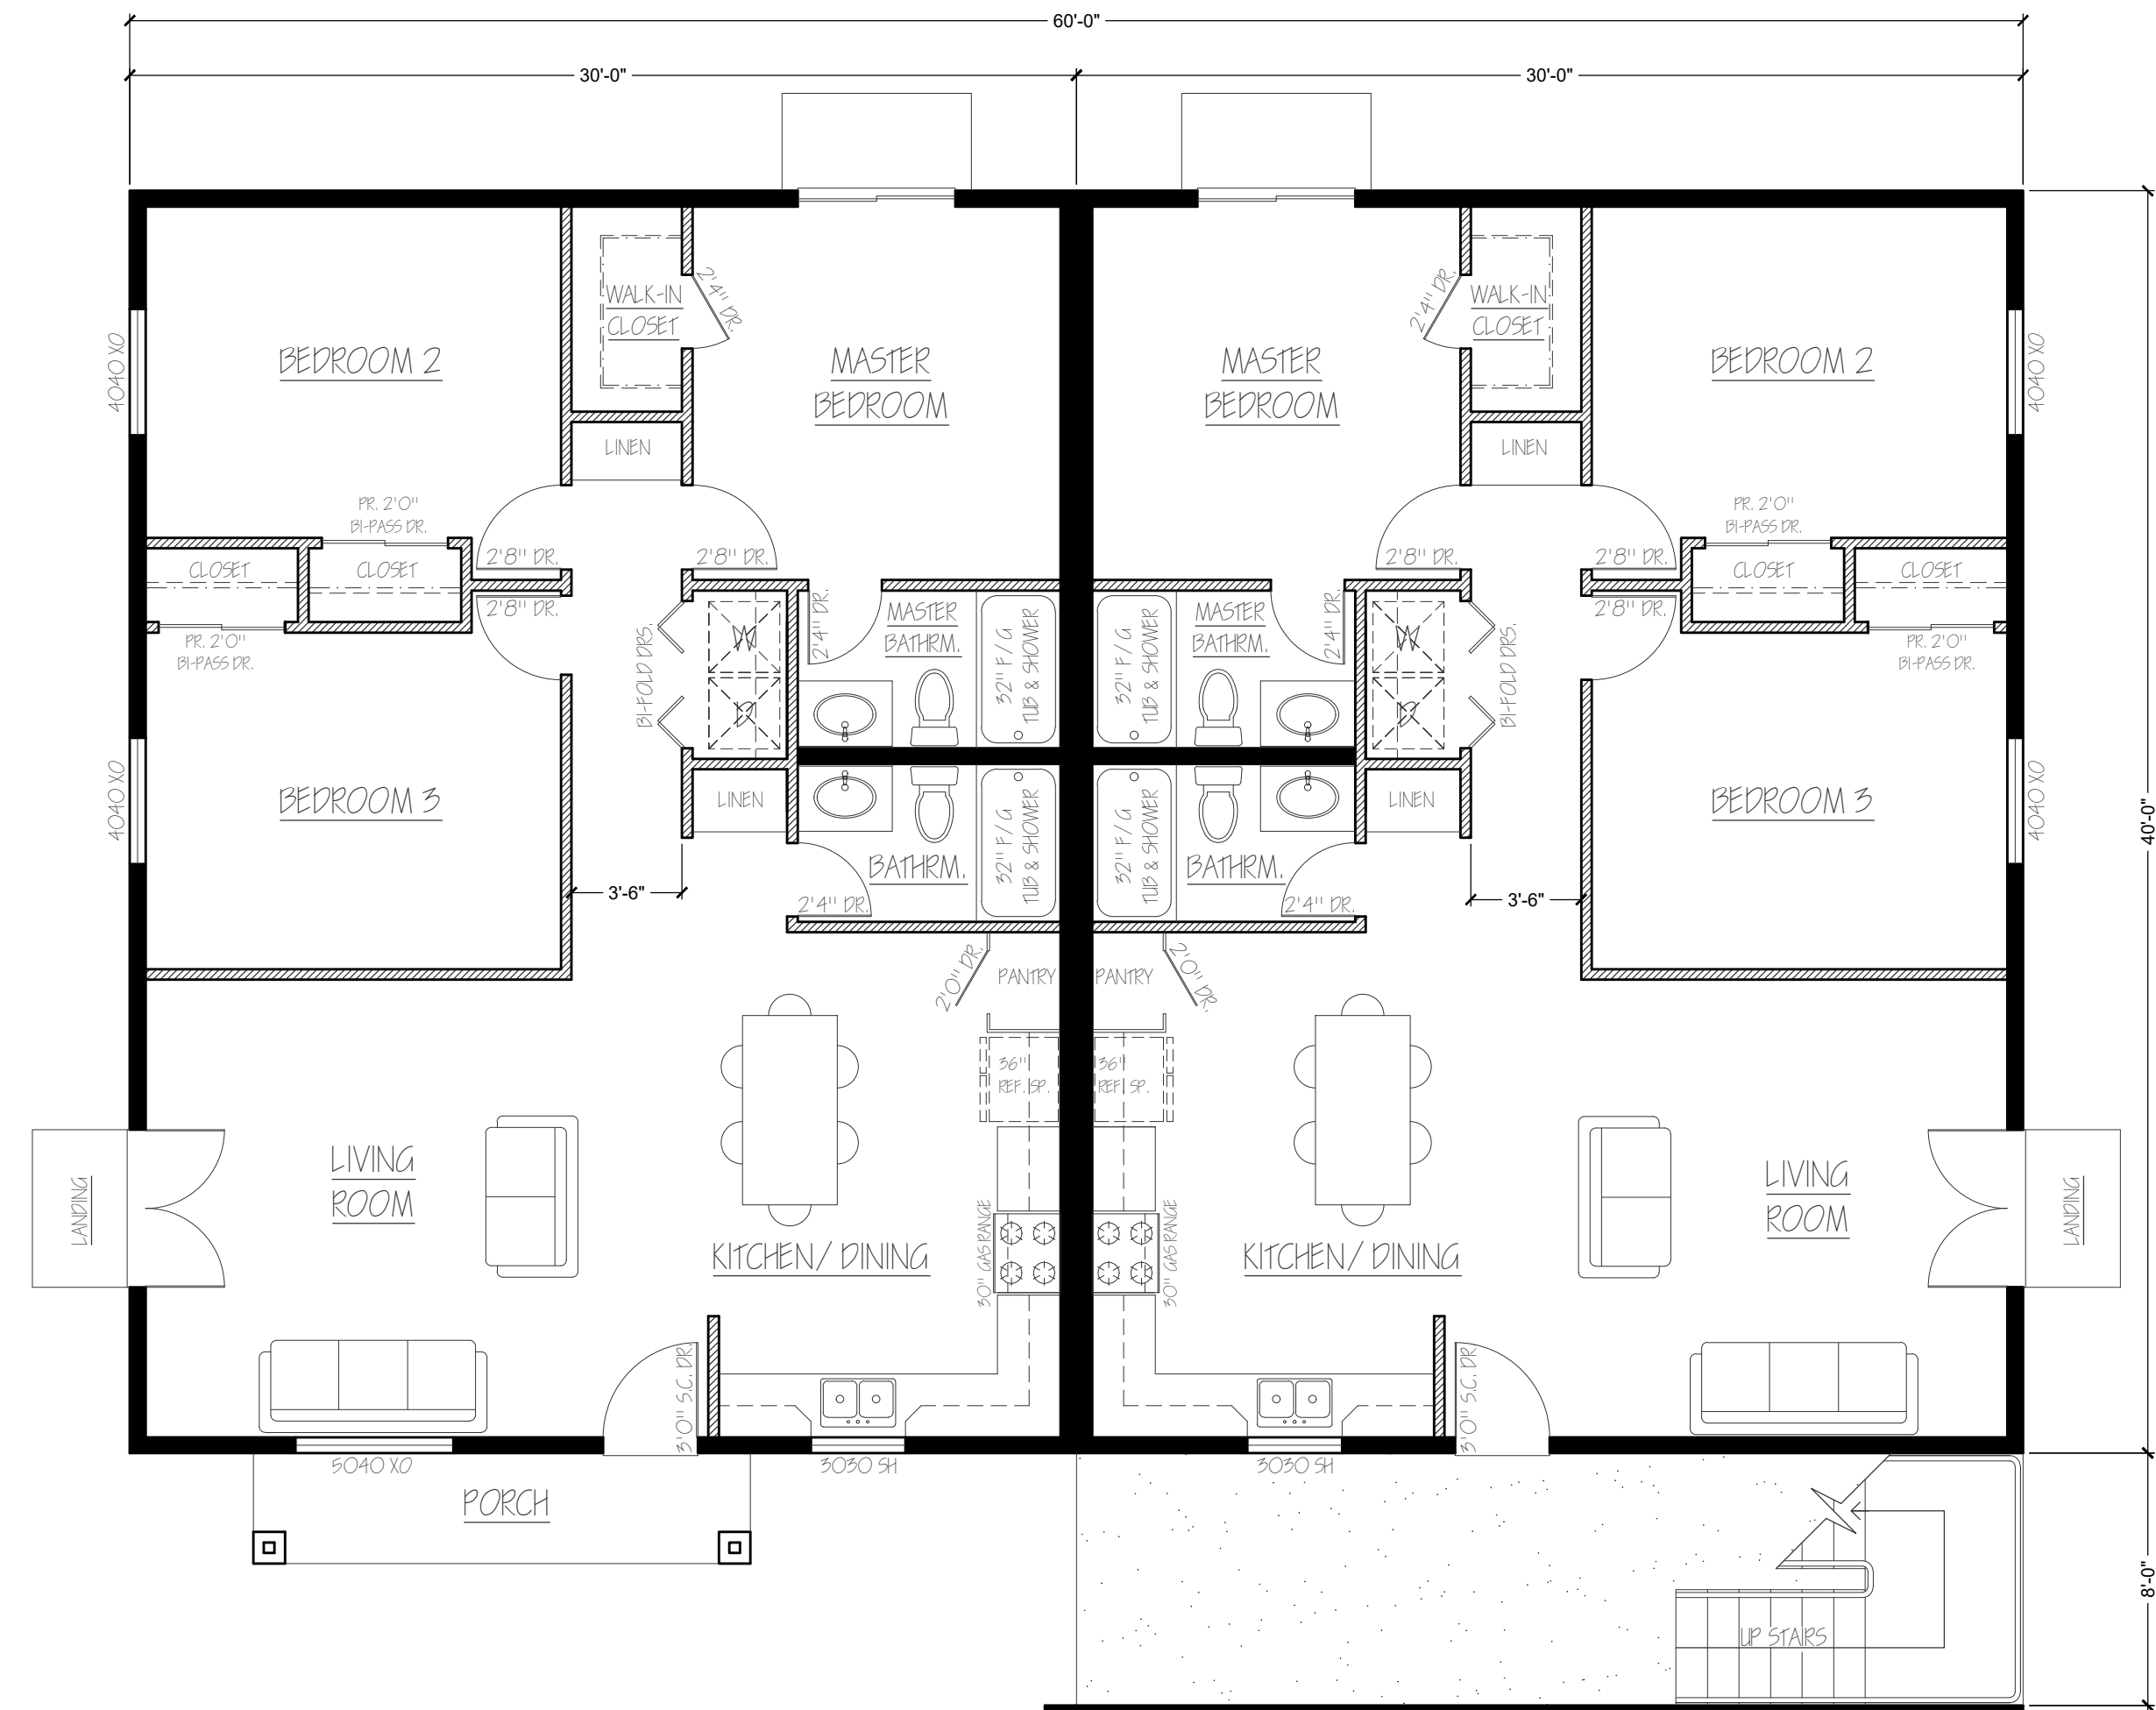 60'-0"
30'-0"
30'-0"
WALK-IN
CLOSET
2'4" DR.
2'4" DR.
WALK-IN
CLOSET
4040 XO
BEDROOM 2
MASTER
BEDROOM
MASTER
BEDROOM
BEDROOM 2
4040 XO
LINEN
LINEN
PR. 2'0"
BI-PASS DR.
PR. 2'0"
BI-PASS DR.
2'8" DR.
2'8" DR.
2'8" DR.
2'8" DR.
CLOSET
CLOSET
CLOSET
CLOSET
2'8" DR.
2'8" DR.
PR. 2'0"
BI-PASS DR.
PR. 2'0"
BI-PASS DR.
BI-FOLD DRS.
W
D
2'4" DR.
MASTER
BATHRM.
32" F/G
TUB & SHOWER
32" F/G
TUB & SHOWER
MASTER
BATHRM.
2'4" DR.
W
D
BI-FOLD DRS.
4040 XO
BEDROOM 3
LINEN
LINEN
BEDROOM 3
4040 XO
40'-0"
32" F/G
TUB & SHOWER
32" F/G
TUB & SHOWER
BATHRM.
BATHRM.
3'-6"
2'4" DR.
2'4" DR.
3'-6"
2'0" DR.
PANTRY
PANTRY
2'0" DR.
36"
REF. SP.
36"
REF. SP.
LANDING
LIVING
ROOM
LIVING
ROOM
LANDING
KITCHEN/ DINING
30" GAS RANGE
30" GAS RANGE
KITCHEN/ DINING
3'0" S.C. DR.
3'0" S.C. DR.
5040 XO
3030 SH
3030 SH
PORCH
UP STAIRS
8'-0"